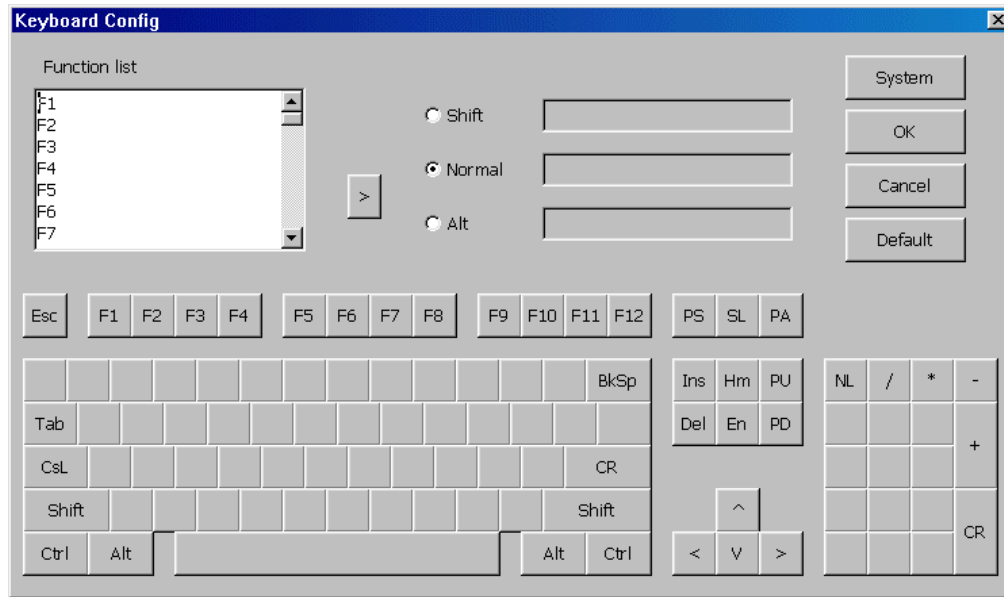 Keyboard Config
Function list
F1
F2
F3
F4
F5
F6
F7
>
Shift
Normal
Alt
System
OK
Cancel
Default
Esc F1 F2 F3 F4 F5 F6 F7 F8 F9 F10 F11 F12 PS SL PA
BkSp Ins Hm PU NL / * -
Tab Del En PD
CsL CR +
Shift Shift ^
Ctrl Alt Alt Ctrl < V > CR